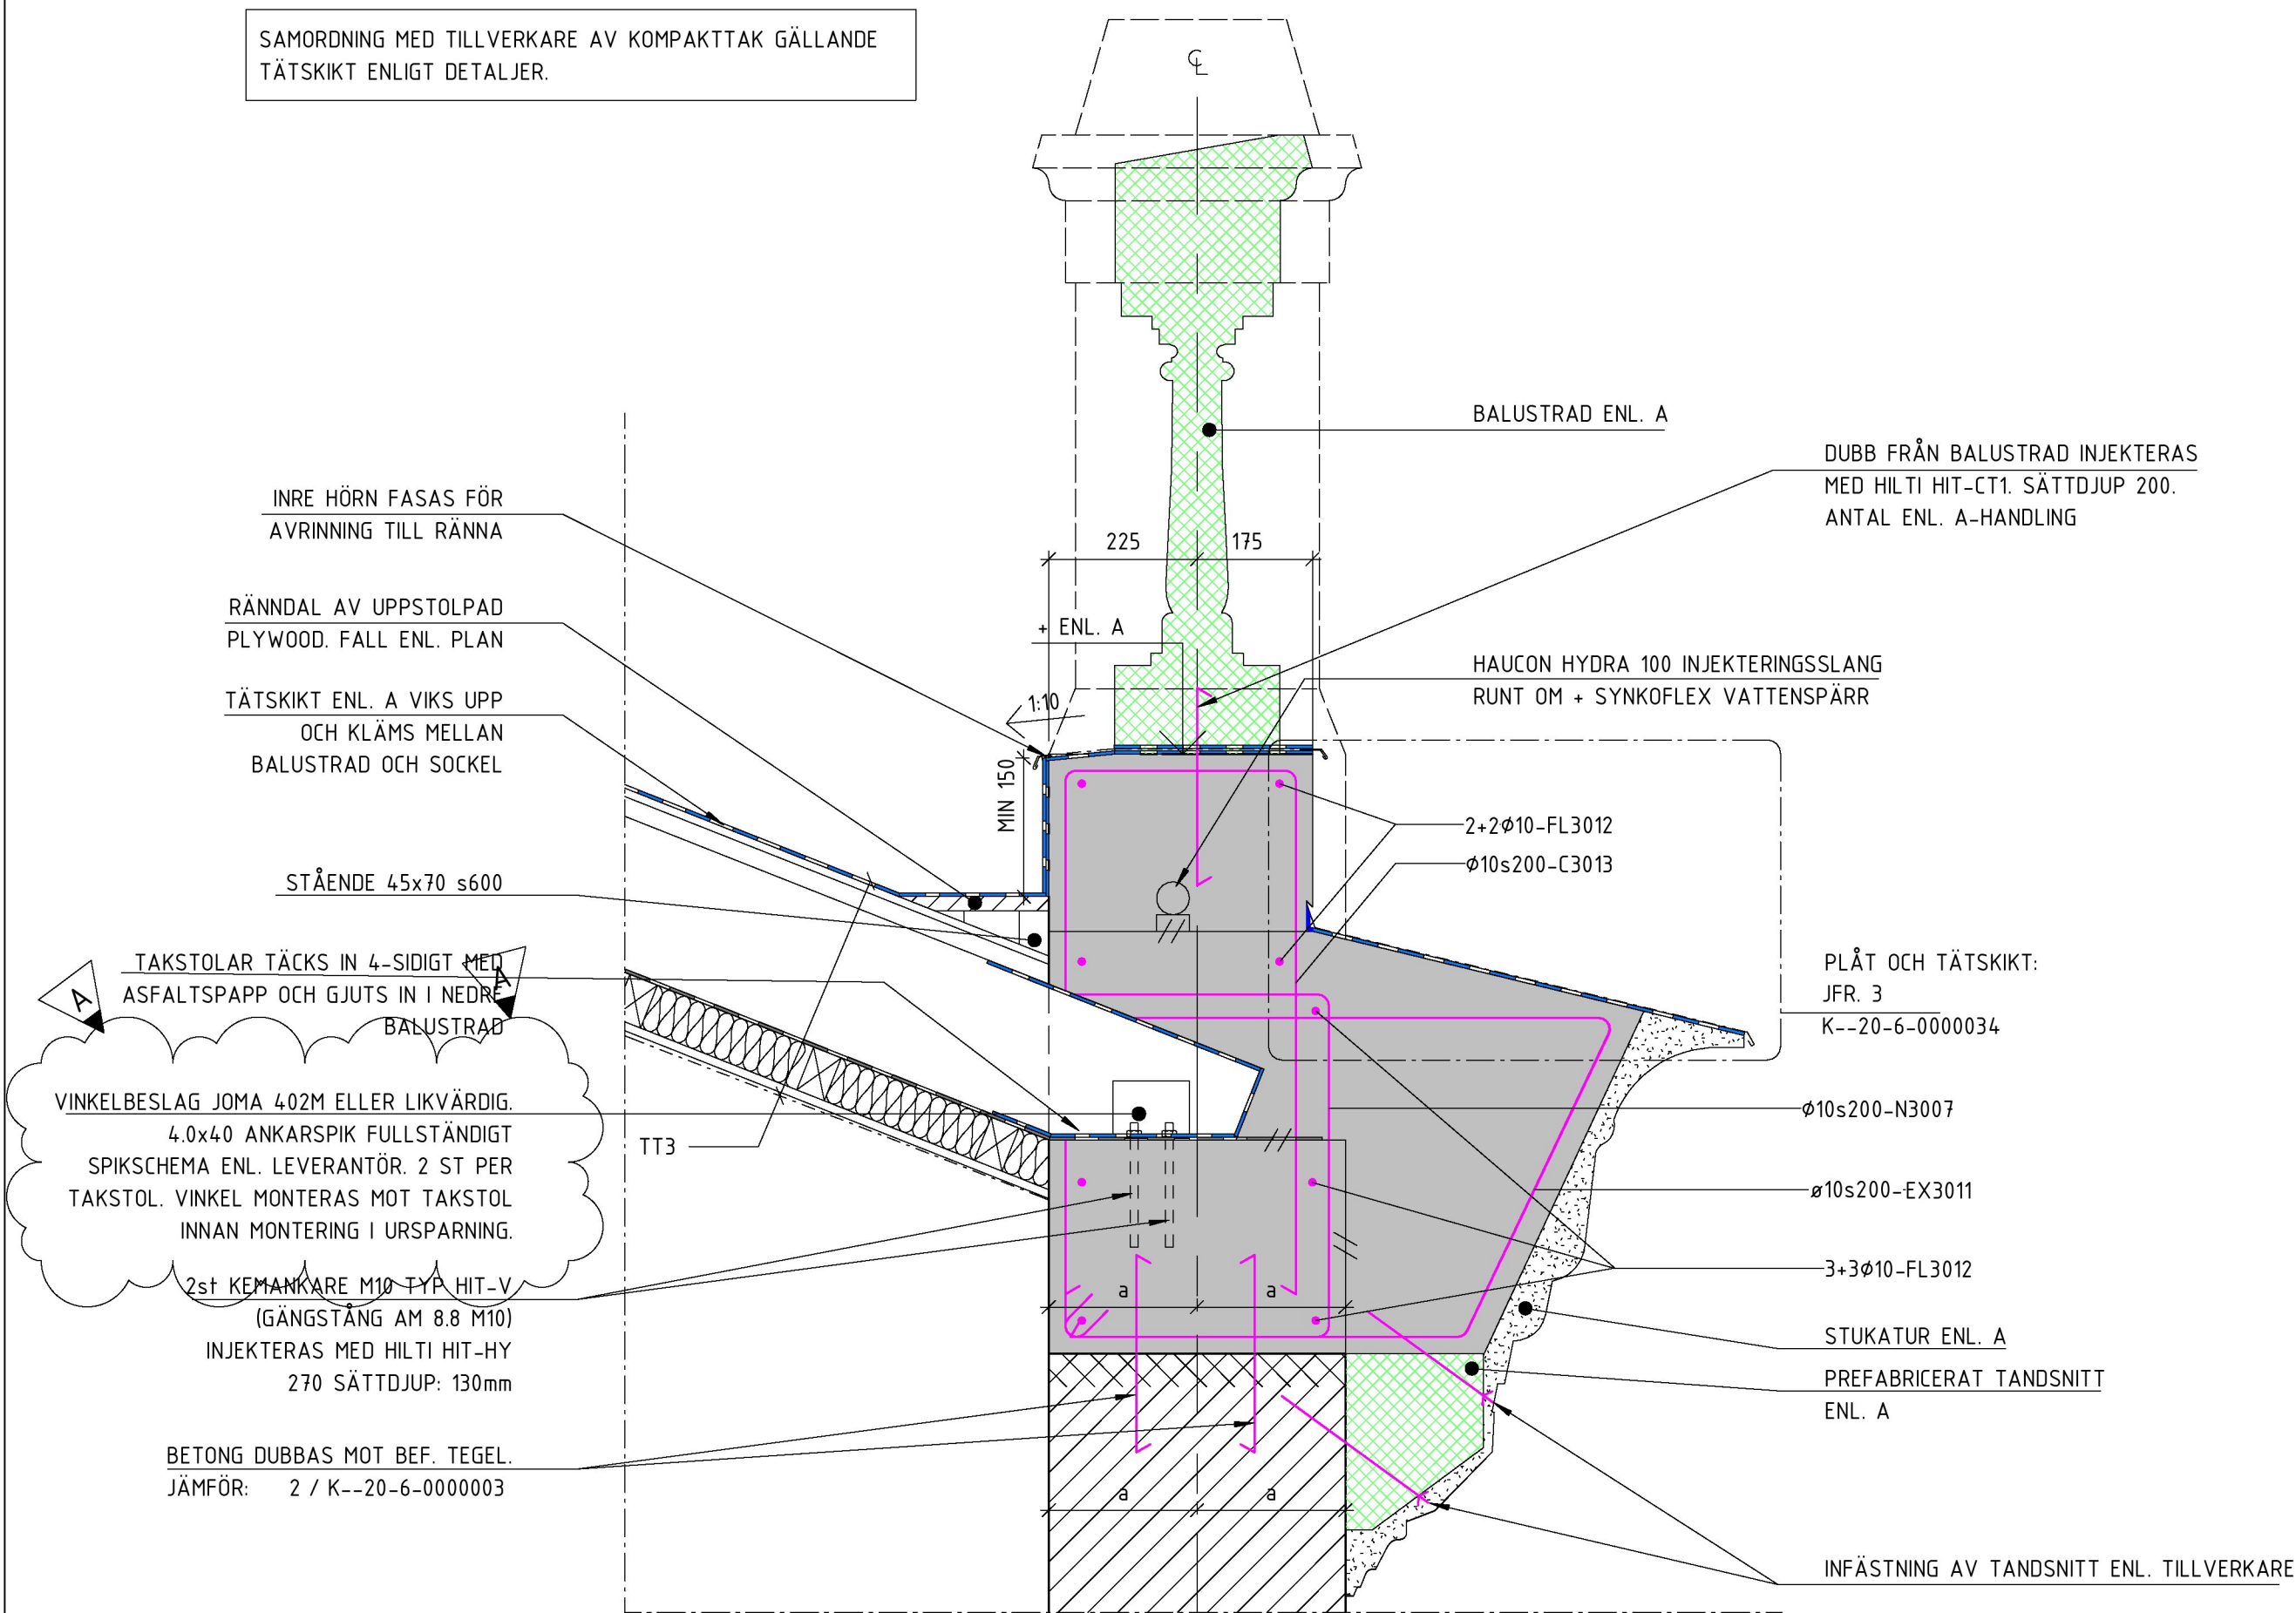 SAMORDNING MED TILLVERKARE AV KOMPAKTTAK GÄLLANDE
TÄTSKIKT ENLIGT DETALJER.
℄
BALUSTRAD ENL. A
DUBB FRÅN BALUSTRAD INJEKTERAS
MED HILTI HIT-CT1. SÄTTDJUP 200.
ANTAL ENL. A-HANDLING
INRE HÖRN FASAS FÖR
AVRINNING TILL RÄNNA
225
175
RÄNNDAL AV UPPSTOLPAD
PLYWOOD. FALL ENL. PLAN
+ ENL. A
HAUCON HYDRA 100 INJEKTERINGSSLANG
RUNT OM + SYNKOFLEX VATTENSPÄRR
TÄTSKIKT ENL. A VIKS UPP
OCH KLÄMS MELLAN
BALUSTRAD OCH SOCKEL
1:10
MIN 150
2+2ϕ10-FL3012
ϕ10s200-C3013
STÅENDE 45x70 s600
TAKSTOLAR TÄCKS IN 4-SIDIGT MED
ASFALTSPAPP OCH GJUTS IN I NEDRE
BALUSTRAD
A
A
PLÅT OCH TÄTSKIKT:
JFR. 3
K--20-6-0000034
VINKELBESLAG JOMA 402M ELLER LIKVÄRDIG.
4.0x40 ANKARSPIK FULLSTÄNDIGT
SPIKSCHEMA ENL. LEVERANTÖR. 2 ST PER
TAKSTOL. VINKEL MONTERAS MOT TAKSTOL
INNAN MONTERING I URSPARNING.
TT3
ϕ10s200-N3007
ø10s200-EX3011
3+3ϕ10-FL3012
2st KEMANKARE M10 TYP HIT-V
(GÄNGSTÅNG AM 8.8 M10)
INJEKTERAS MED HILTI HIT-HY
270 SÄTTDJUP: 130mm
a
a
STUKATUR ENL. A
PREFABRICERAT TANDSNITT
ENL. A
BETONG DUBBAS MOT BEF. TEGEL.
JÄMFÖR: 2 / K--20-6-0000003
a
a
INFÄSTNING AV TANDSNITT ENL. TILLVERKARE